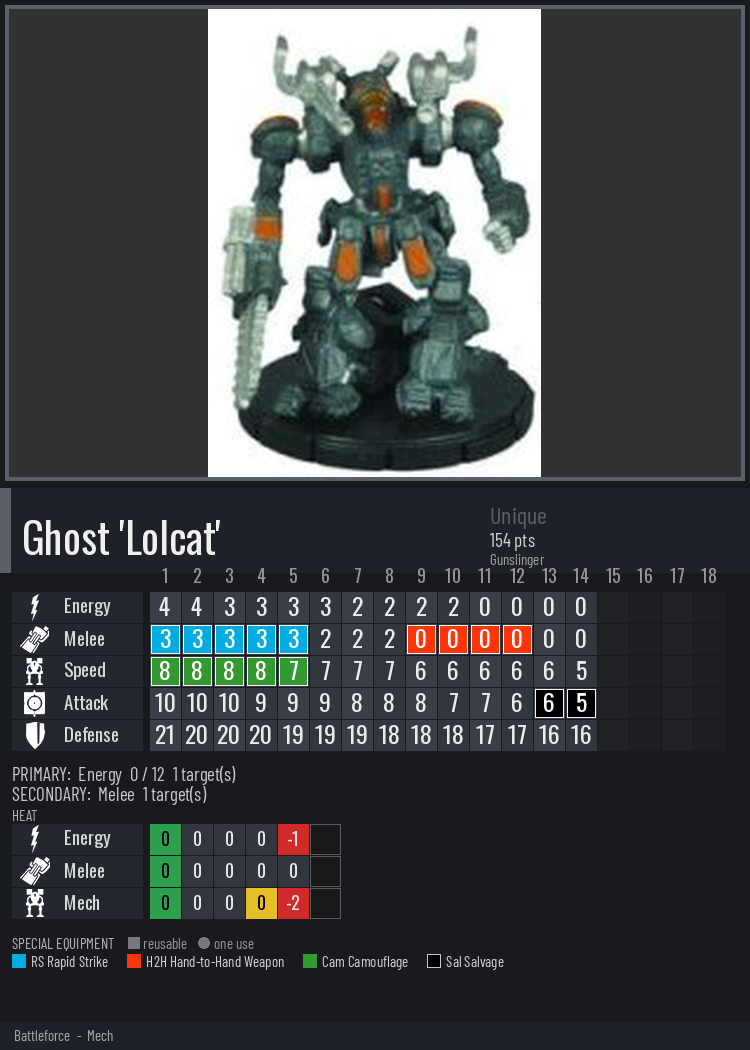 Ghost 'Lolcat'
Unique
154 pts
Gunslinger
1 2 3 4 5 6 7 8 9 10 11 12 13 14 15 16 17 18
Energy 4 4 3 3 3 3 2 2 2 2 0 0 0 0
Melee 3 3 3 3 3 2 2 2 0 0 0 0 0 0
Speed 8 8 8 8 7 7 7 7 6 6 6 6 6 5
Attack 10 10 10 9 9 9 8 8 8 7 7 6 6 5
Defense 21 20 20 20 19 19 19 18 18 18 17 17 16 16
PRIMARY: Energy 0 / 12 1 target(s)
SECONDARY: Melee 1 target(s)
HEAT
Energy 0 0 0 0 -1
Melee 0 0 0 0 0
Mech 0 0 0 0 -2
SPECIAL EQUIPMENT reusable one use
RS Rapid Strike H2H Hand-to-Hand Weapon Cam Camouflage Sal Salvage
Battleforce - Mech